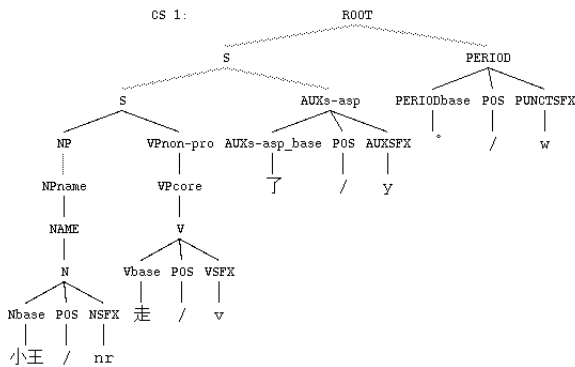 CS 1: ROOT
S PERIOD
S AUXs-asp PERIODbase POS PUNCTSFX
NP VPnon-pro AUXs-asp_base POS AUXSFX 。 / w
NPname VPcore 了 / y
NAME V
N Vbase POS VSFX
Nbase POS NSFX 走 / v
小王 / nr